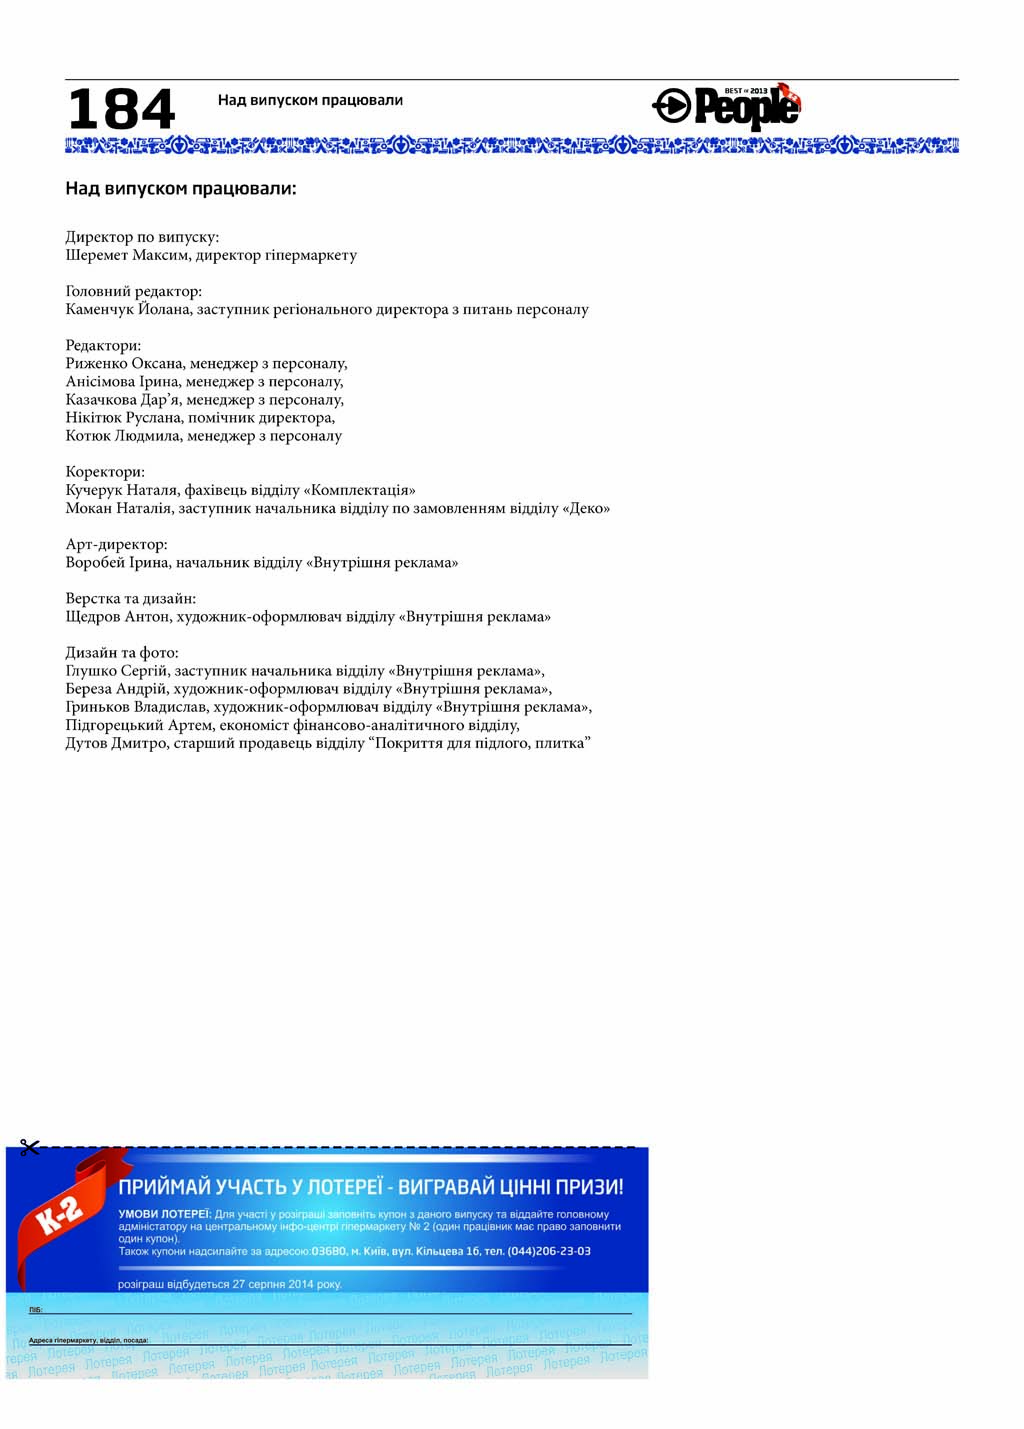 184
Над випуском працювали
BEST OF 2013
People
К-2
Над випуском працювали:
Директор по випуску:
Шеремет Максим, директор гіпермаркету
Головний редактор:
Каменчук Йолана, заступник регіонального директора з питань персоналу
Редактори:
Риженко Оксана, менеджер з персоналу,
Анісімова Ірина, менеджер з персоналу,
Казачкова Дар’я, менеджер з персоналу,
Нікітюк Руслана, помічник директора,
Котюк Людмила, менеджер з персоналу
Коректори:
Кучерук Наталя, фахівець відділу «Комплектація»
Мокан Наталія, заступник начальника відділу по замовленням відділу «Деко»
Арт-директор:
Воробей Ірина, начальник відділу «Внутрішня реклама»
Верстка та дизайн:
Щедров Антон, художник-оформлювач відділу «Внутрішня реклама»
Дизайн та фото:
Глушко Сергій, заступник начальника відділу «Внутрішня реклама»,
Береза Андрій, художник-оформлювач відділу «Внутрішня реклама»,
Гриньков Владислав, художник-оформлювач відділу «Внутрішня реклама»,
Підгорецький Артем, економіст фінансово-аналітичного відділу,
Дутов Дмитро, старший продавець відділу “Покриття для підлого, плитка”
К-2
ПРИЙМАЙ УЧАСТЬ У ЛОТЕРЕЇ - ВИГРАВАЙ ЦІННІ ПРИЗИ!
УМОВИ ЛОТЕРЕЇ: Для участі у розіграші заповніть купон з даного випуску та віддайте головному
адміністатору на центральному інфо-центрі гіпермаркету № 2 (один працівник має право заповнити
один купон).
Також купони надсилайте за адресою:03680, м. Київ, вул. Кільцева 1б, тел. (044)206-23-03
розіграш відбудеться 27 серпня 2014 року.
ПІБ:
Адреса гіпермаркету, відділ, посада:
Лотерея Лотерея Лотерея Лотерея Лотерея Лотерея Лотерея